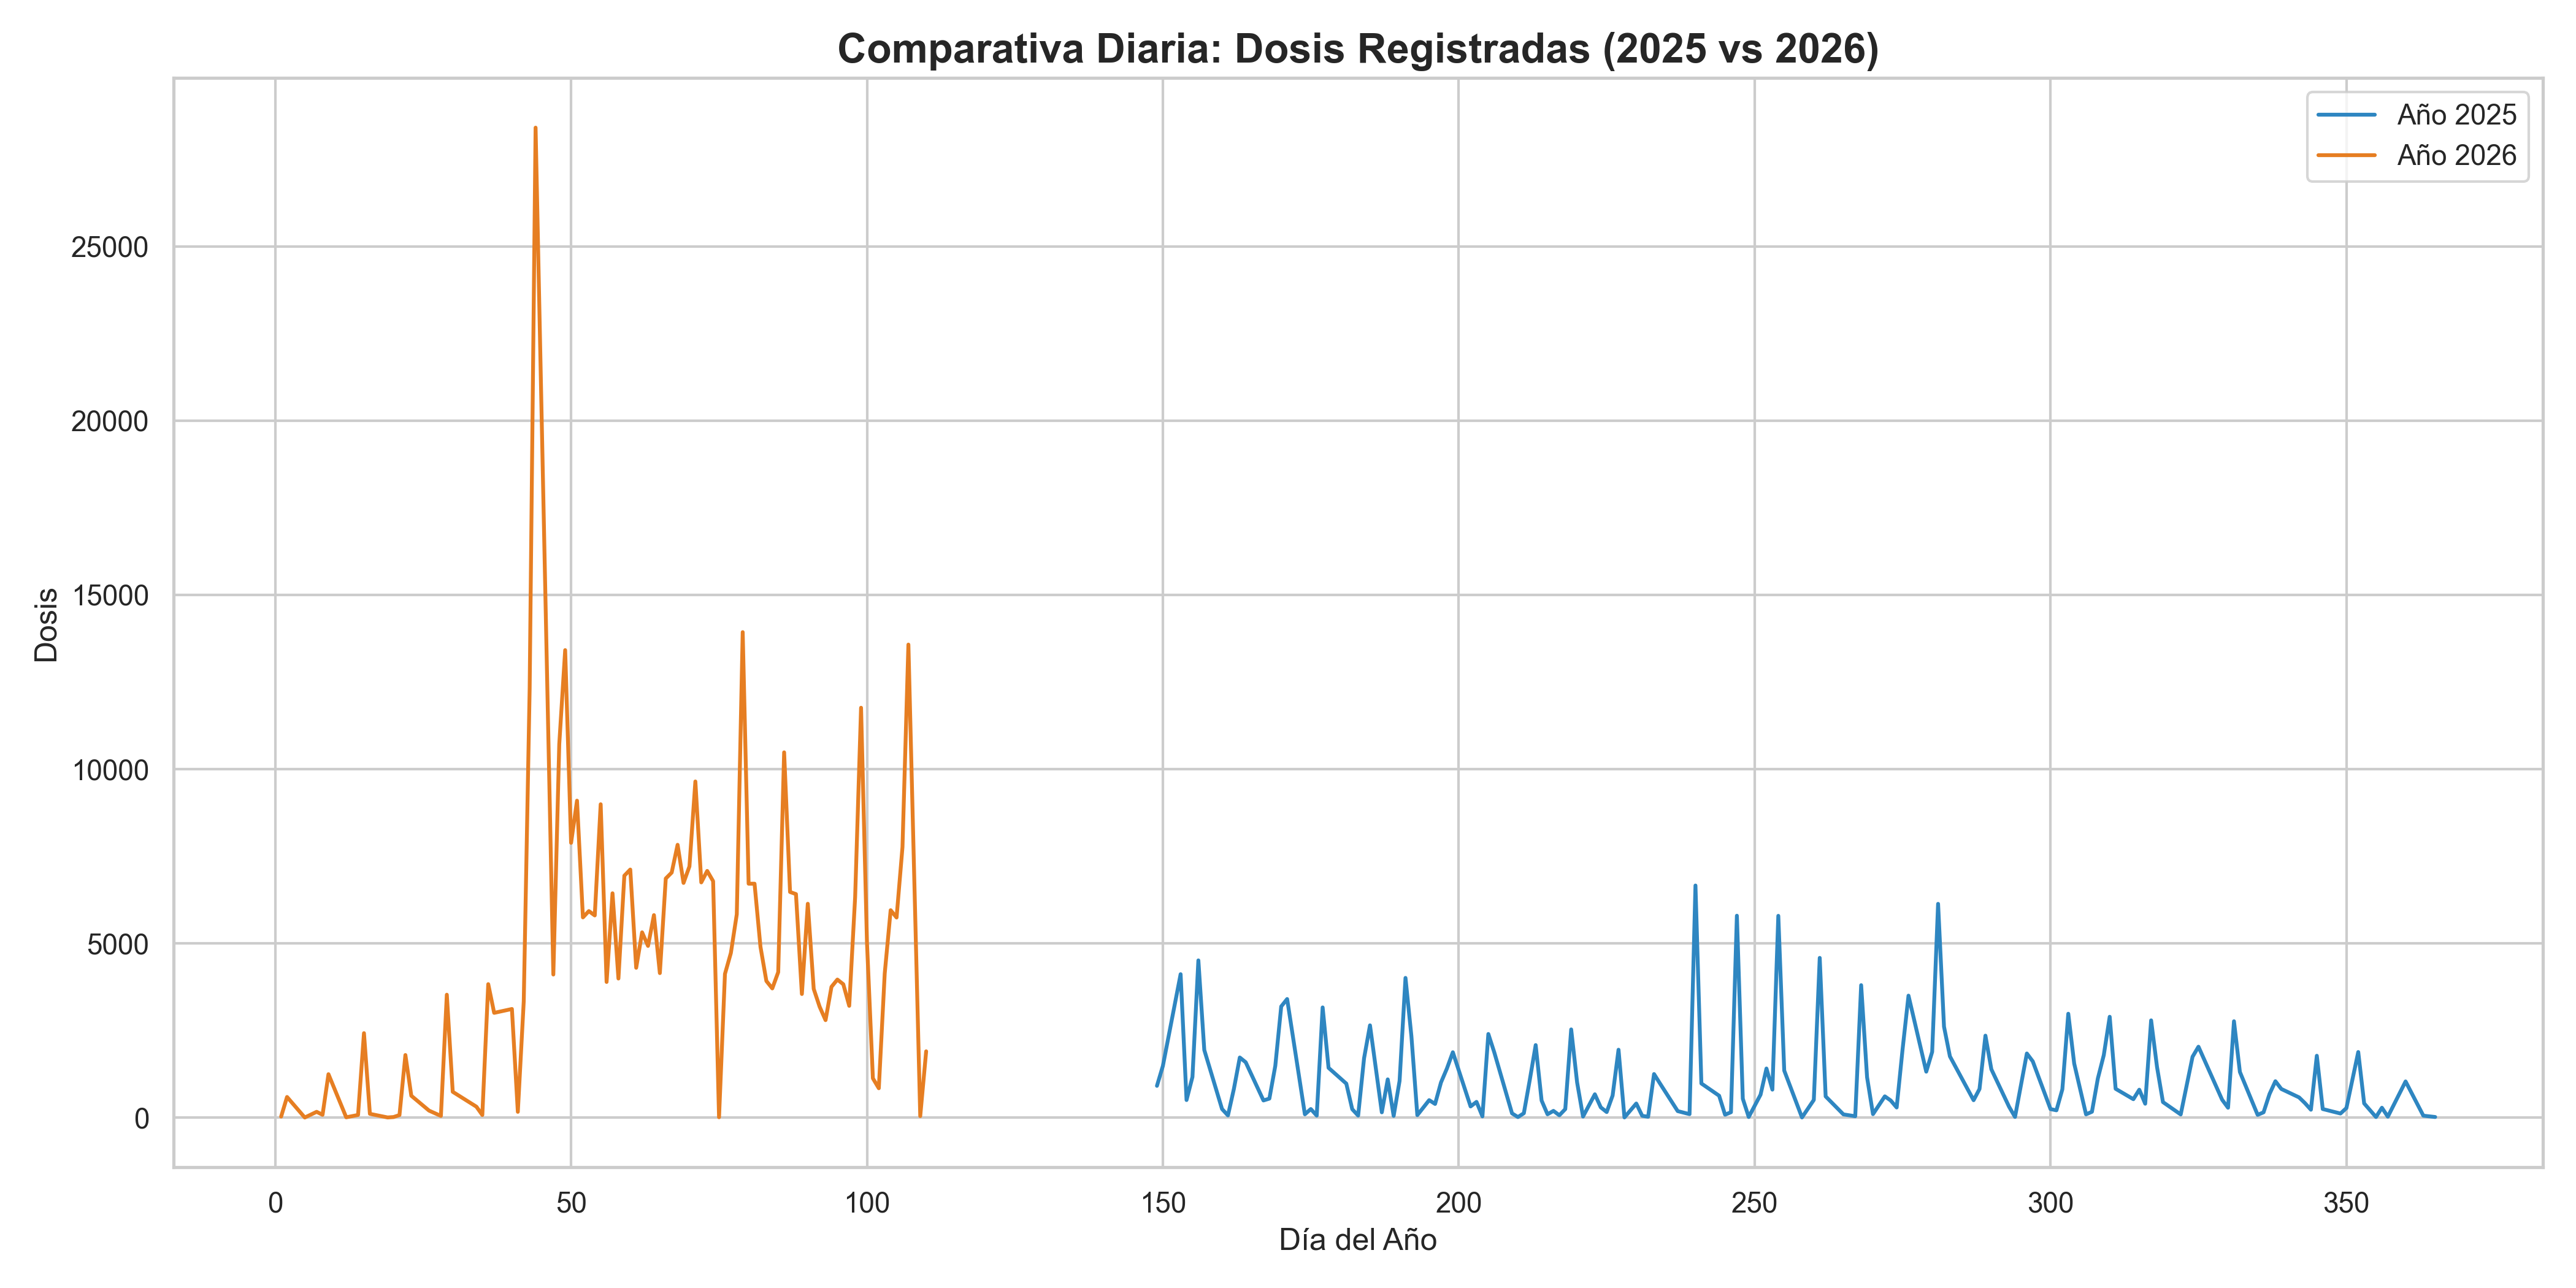 Comparativa Diaria: Dosis Registradas (2025 vs 2026)
Año 2025
Año 2026
25000
20000
15000
10000
5000
0
Dosis
0 50 100 150 200 250 300 350
Día del Año